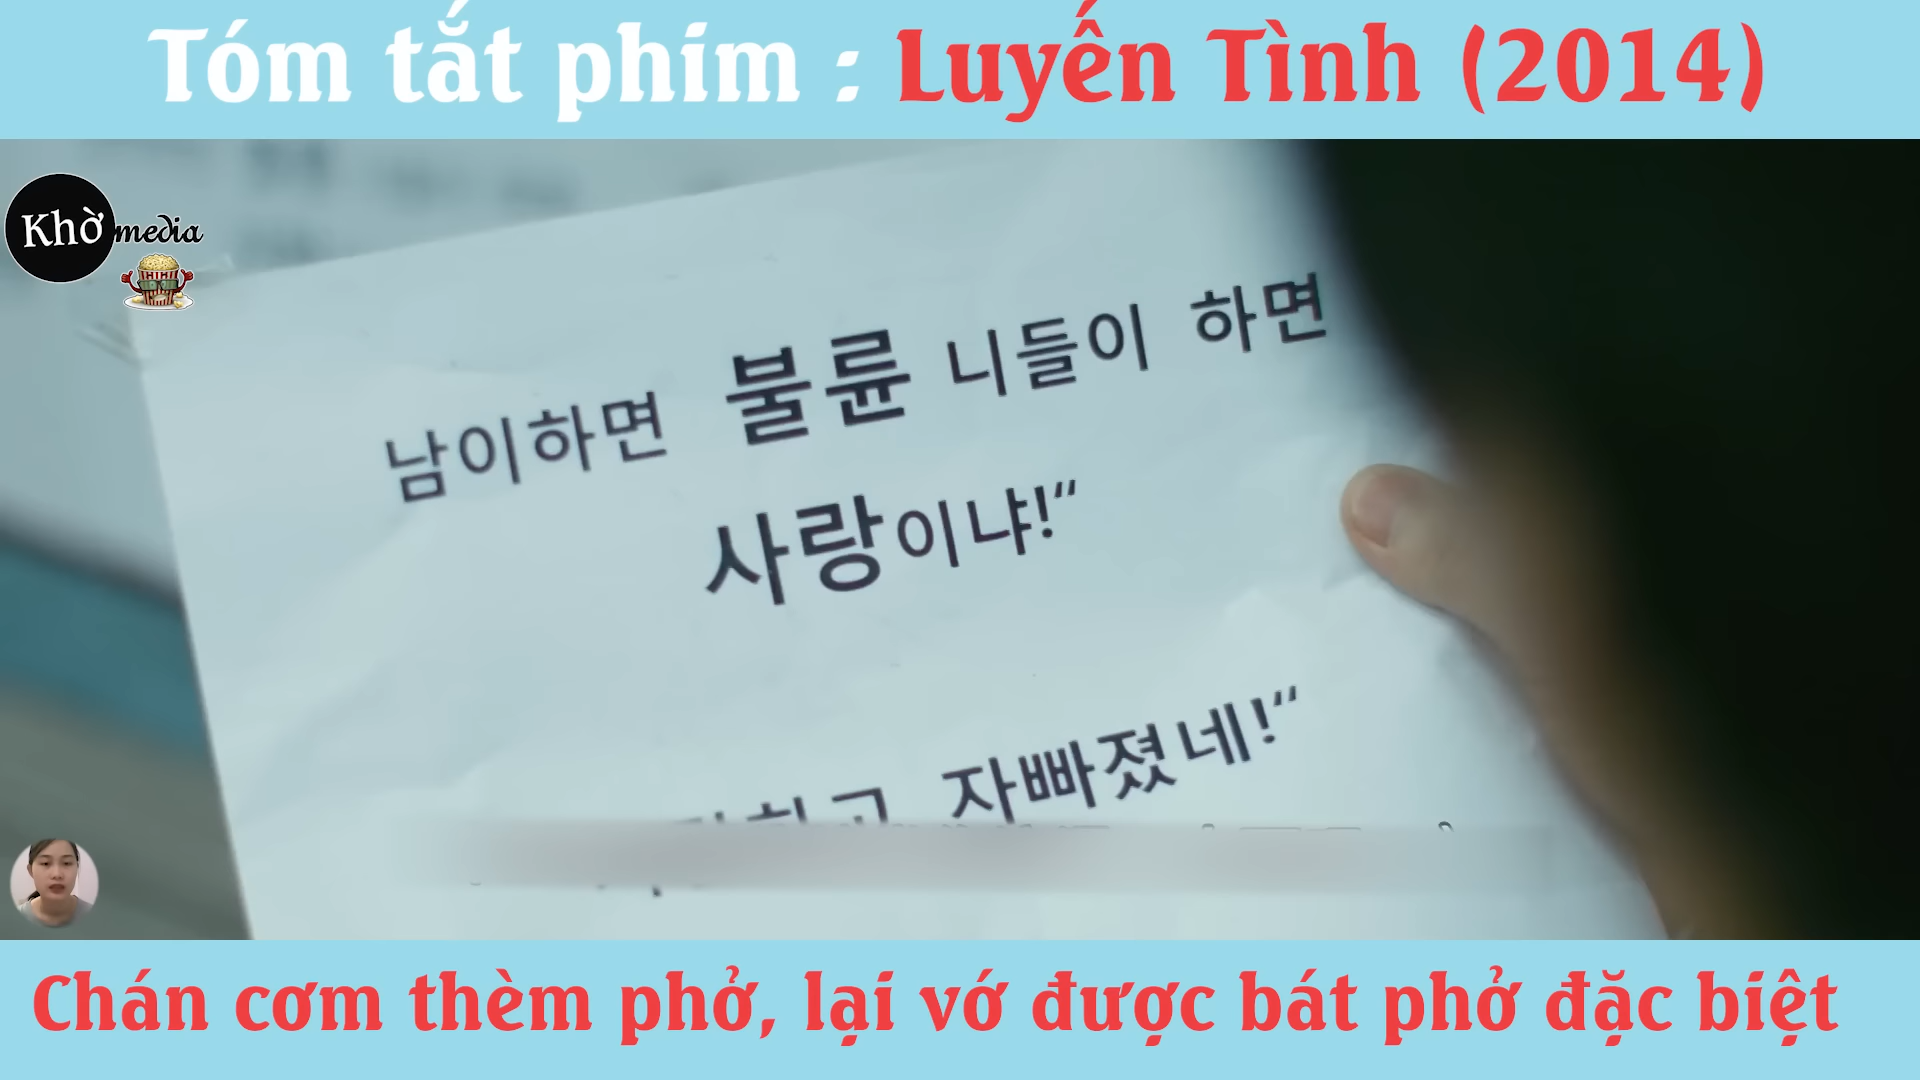 Tóm tắt phim : Luyến Tình (2014)
Khờ
media
남이하면 불륜 니들이 하면
사랑이냐!“
자빠졌네!“
Chán cơm thèm phở, lại vớ được bát phở đặc biệt